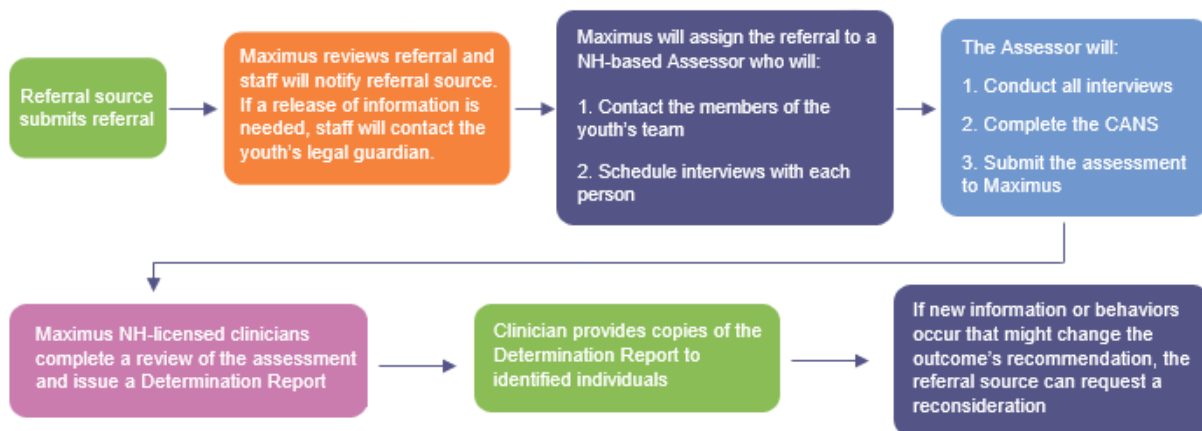 Referral source
submits referral
Maximus reviews referral and
staff will notify referral source.
If a release of information is
needed, staff will contact the
youth's legal guardian.
Maximus will assign the referral to a
NH-based Assessor who will:
1. Contact the members of the
youth's team
2. Schedule interviews with each
person
The Assessor will:
1. Conduct all interviews
2. Complete the CANS
3. Submit the assessment
to Maximus
Maximus NH-licensed clinicians
complete a review of the assessment
and issue a Determination Report
Clinician provides copies of the
Determination Report to
identified individuals
If new information or behaviors
occur that might change the
outcome's recommendation, the
referral source can request a
reconsideration